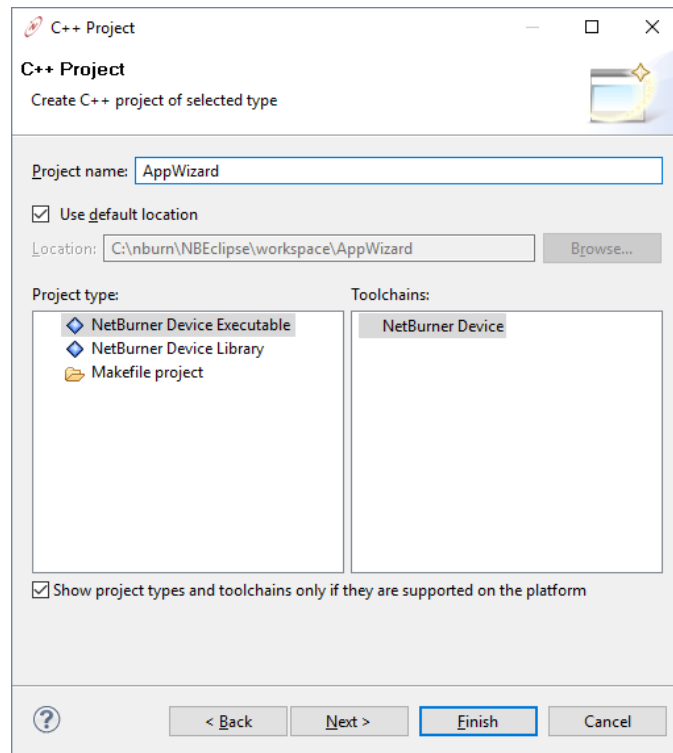 C++ Project
C++ Project
Create C++ project of selected type
Project name: AppWizard
Use default location
Location: C:\nburn\NBEclipse\workspace\AppWizard Browse...
Project type: Toolchains:
NetBurner Device Executable NetBurner Device
NetBurner Device Library
Makefile project
Show project types and toolchains only if they are supported on the platform
? < Back Next > Finish Cancel